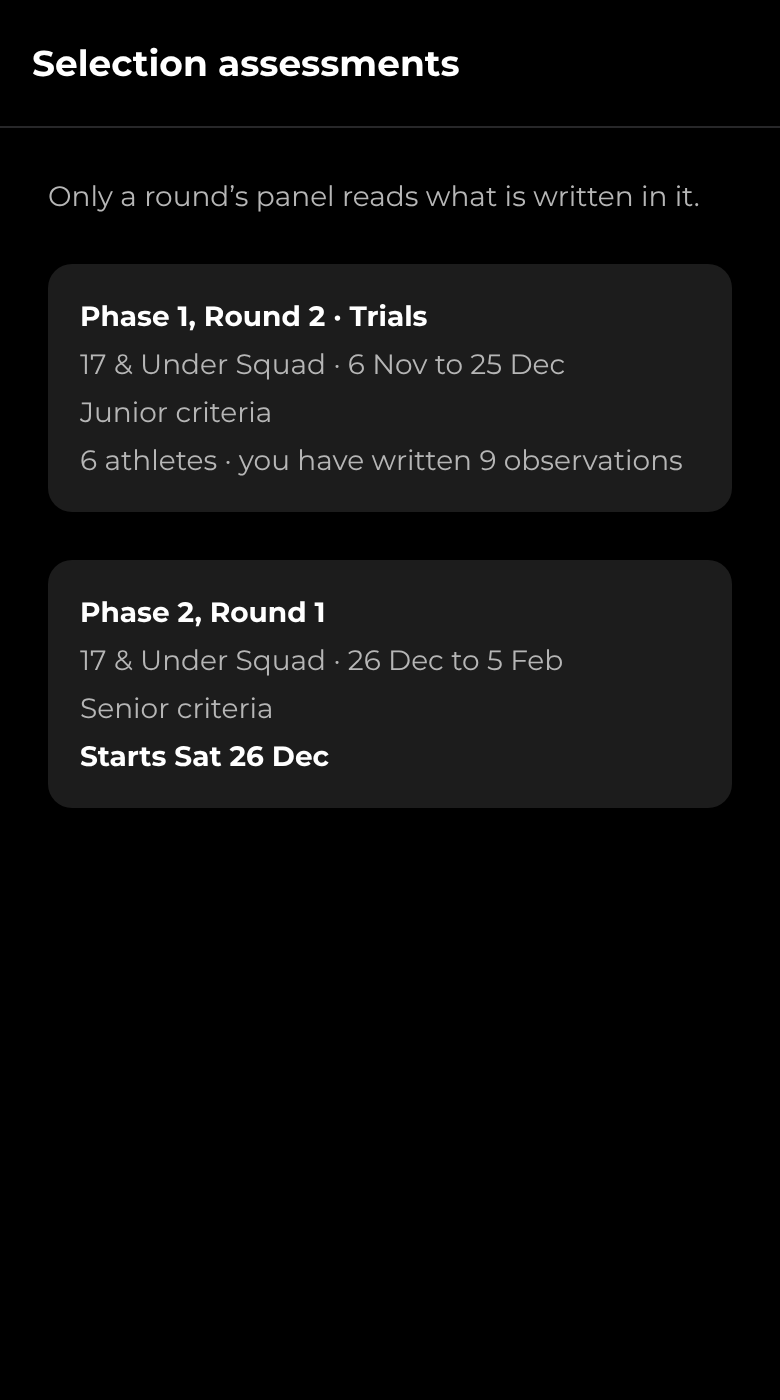 Selection assessments
Only a round’s panel reads what is written in it.
Phase 1, Round 2 · Trials
17 & Under Squad · 6 Nov to 25 Dec
Junior criteria
6 athletes · you have written 9 observations
Phase 2, Round 1
17 & Under Squad · 26 Dec to 5 Feb
Senior criteria
Starts Sat 26 Dec